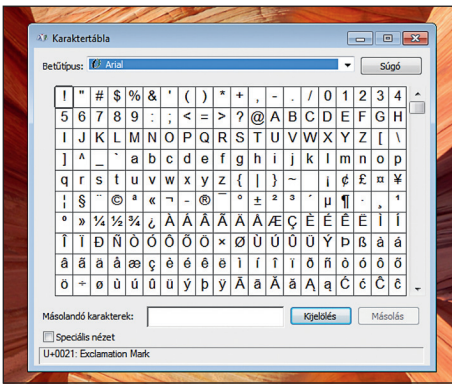 Karaktertábla
Betűtípus: Arial Súgó
! " # $ % & ' ( ) * + , - . / 0 1 2 3 4
5 6 7 8 9 : ; < = > ? @ A B C D E F G H
I J K L M N O P Q R S T U V W X Y Z [ \
] ^ _ ` a b c d e f g h i j k l m n o p
q r s t u v w x y z { | } ~ ¡ ¢ £ ¤ ¥
¦ § ¨ © ª « ¬ - ® ¯ ° ± ² ³ ´ µ ¶ · ¸ ¹
º » ¼ ½ ¾ ¿ À Á Â Ã Ä Å Æ Ç È É Ê Ë Ì Í
Î Ï Ð Ñ Ò Ó Ô Õ Ö × Ø Ù Ú Û Ü Ý Þ ß à á
â ã ä å æ ç è é ê ë ì í î ï ð ñ ò ó ô õ
ö ÷ ø ù ú û ü ý þ ÿ Ā ā Ă ă Ą ą Ć ć Ĉ ĉ
Másolandó karakterek: Kijelölés Másolás
Speciális nézet
U+0021: Exclamation Mark